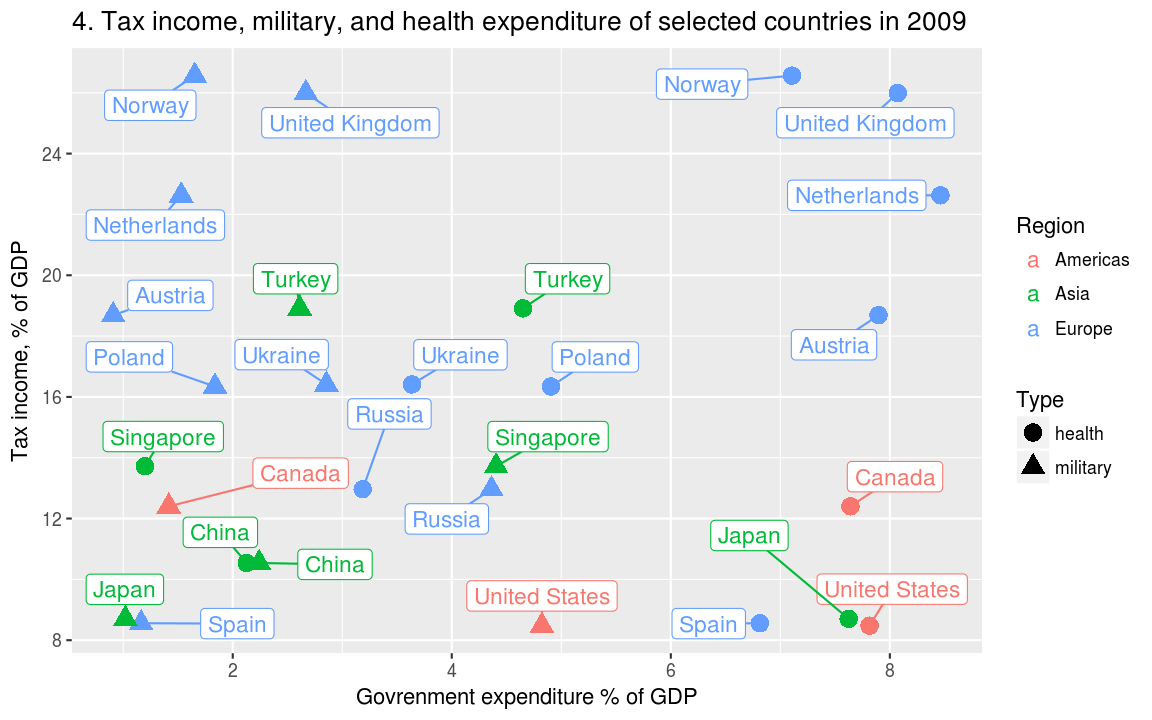 4. Tax income, military, and health expenditure of selected countries in 2009
Norway
Norway
United Kingdom
United Kingdom
24
Netherlands
Netherlands
20
Turkey
Turkey
Austria
Austria
Poland
Ukraine
Ukraine
Poland
16
Russia
Singapore
Singapore
Canada
Canada
12
Russia
China
Japan
China
Japan
United States
United States
Spain
Spain
8
2
4
6
8
Govrenment expenditure % of GDP
Tax income, % of GDP
Region
a Americas
a Asia
a Europe
Type
health
military